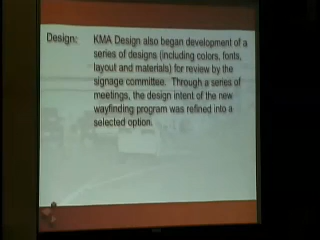 Design: KMA Design also began development of a
series of designs (including colors, fonts,
layout and materials) for review by the
signage committee. Through a series of
meetings, the design intent of the new
wayfinding program was refined into a
selected option.